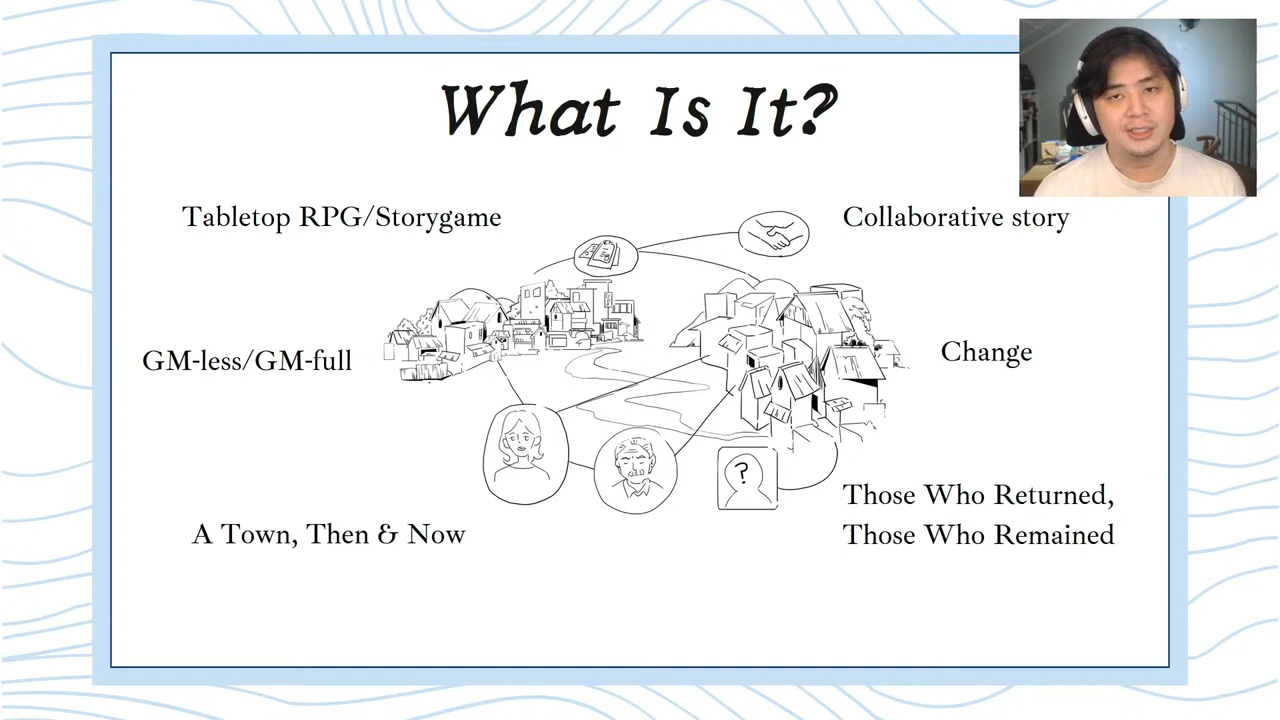 What Is It?
Tabletop RPG/Storygame
Collaborative story
GM-less/GM-full
Change
?
A Town, Then & Now
Those Who Returned,
Those Who Remained